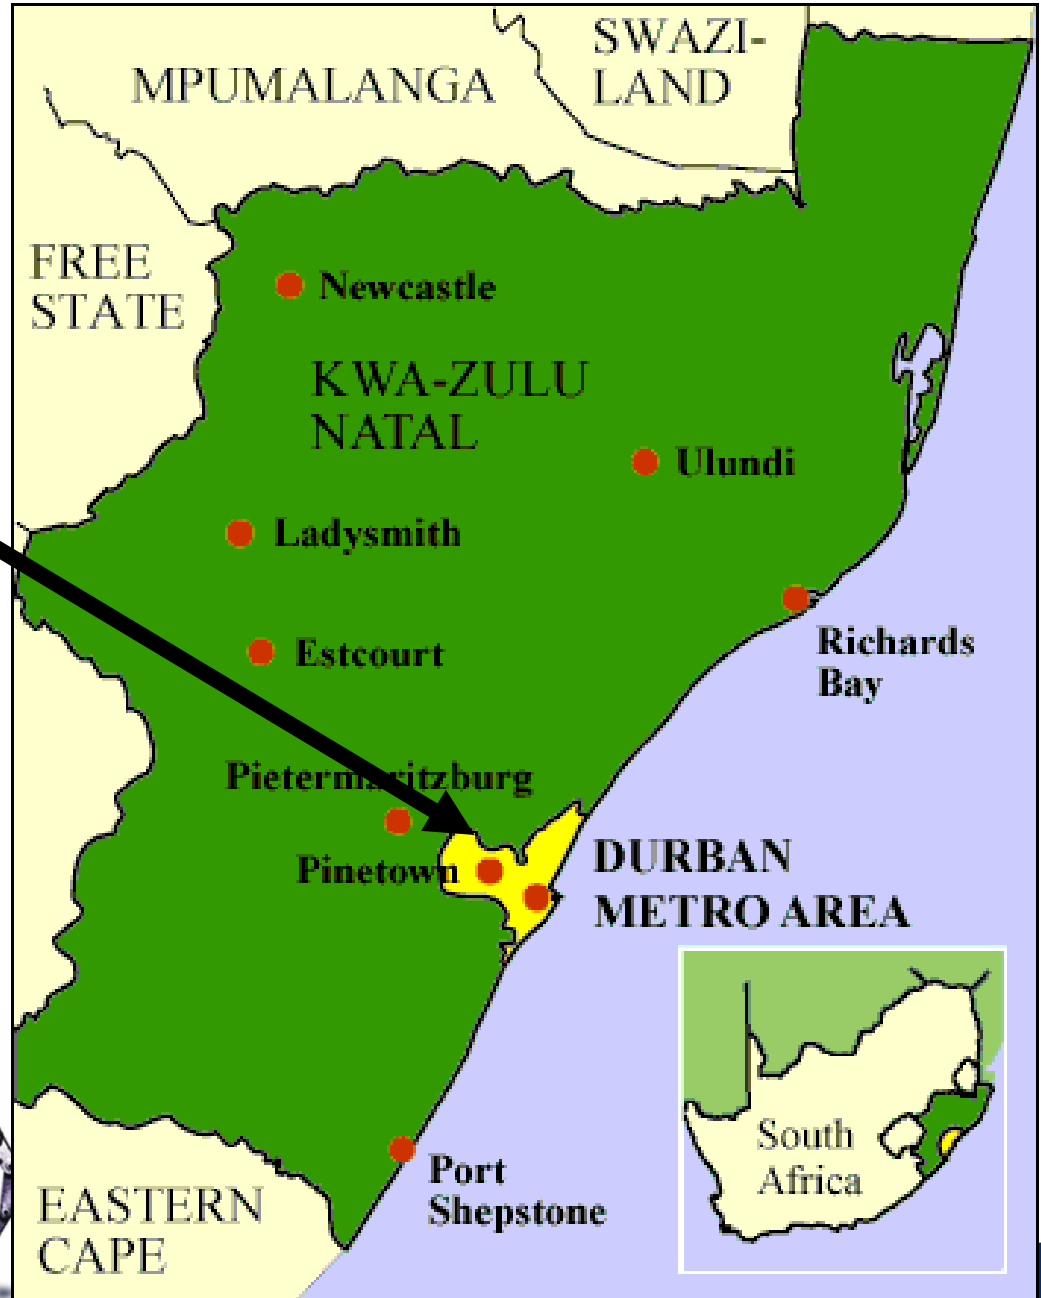 SWAZI-
LAND
MPUMALANGA
FREE
STATE
Newcastle
KWA-ZULU
NATAL
Ulundi
Ladysmith
Richards
Bay
Estcourt
Pietermaritzburg
Pinetown
DURBAN
METRO AREA
South
Africa
Port
Shepstone
EASTERN
CAPE